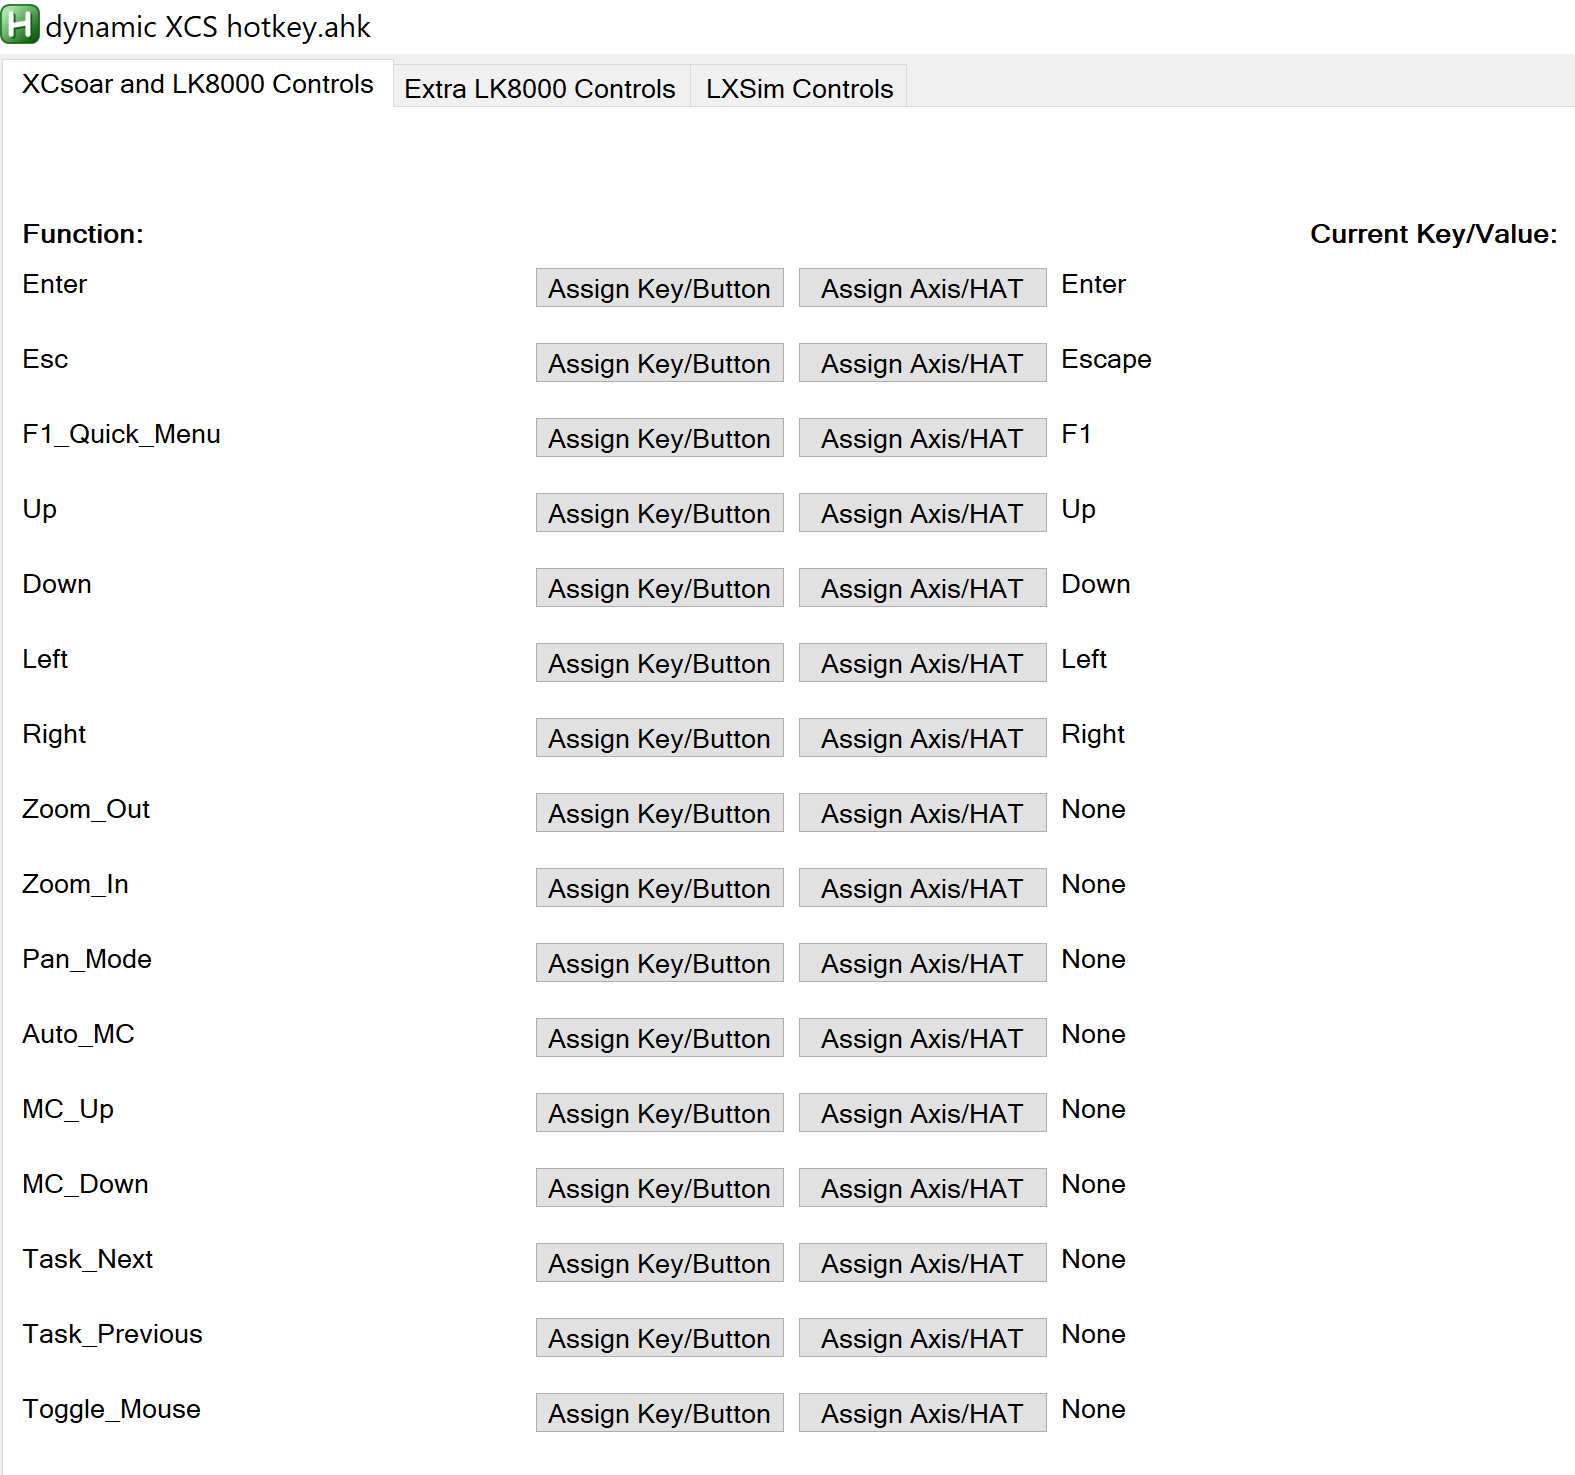 dynamic XCS hotkey.ahk
XCsoar and LK8000 Controls Extra LK8000 Controls LXSim Controls
Function: Current Key/Value:
Enter Assign Key/Button Assign Axis/HAT Enter
Esc Assign Key/Button Assign Axis/HAT Escape
F1_Quick_Menu Assign Key/Button Assign Axis/HAT F1
Up Assign Key/Button Assign Axis/HAT Up
Down Assign Key/Button Assign Axis/HAT Down
Left Assign Key/Button Assign Axis/HAT Left
Right Assign Key/Button Assign Axis/HAT Right
Zoom_Out Assign Key/Button Assign Axis/HAT None
Zoom_In Assign Key/Button Assign Axis/HAT None
Pan_Mode Assign Key/Button Assign Axis/HAT None
Auto_MC Assign Key/Button Assign Axis/HAT None
MC_Up Assign Key/Button Assign Axis/HAT None
MC_Down Assign Key/Button Assign Axis/HAT None
Task_Next Assign Key/Button Assign Axis/HAT None
Task_Previous Assign Key/Button Assign Axis/HAT None
Toggle_Mouse Assign Key/Button Assign Axis/HAT None